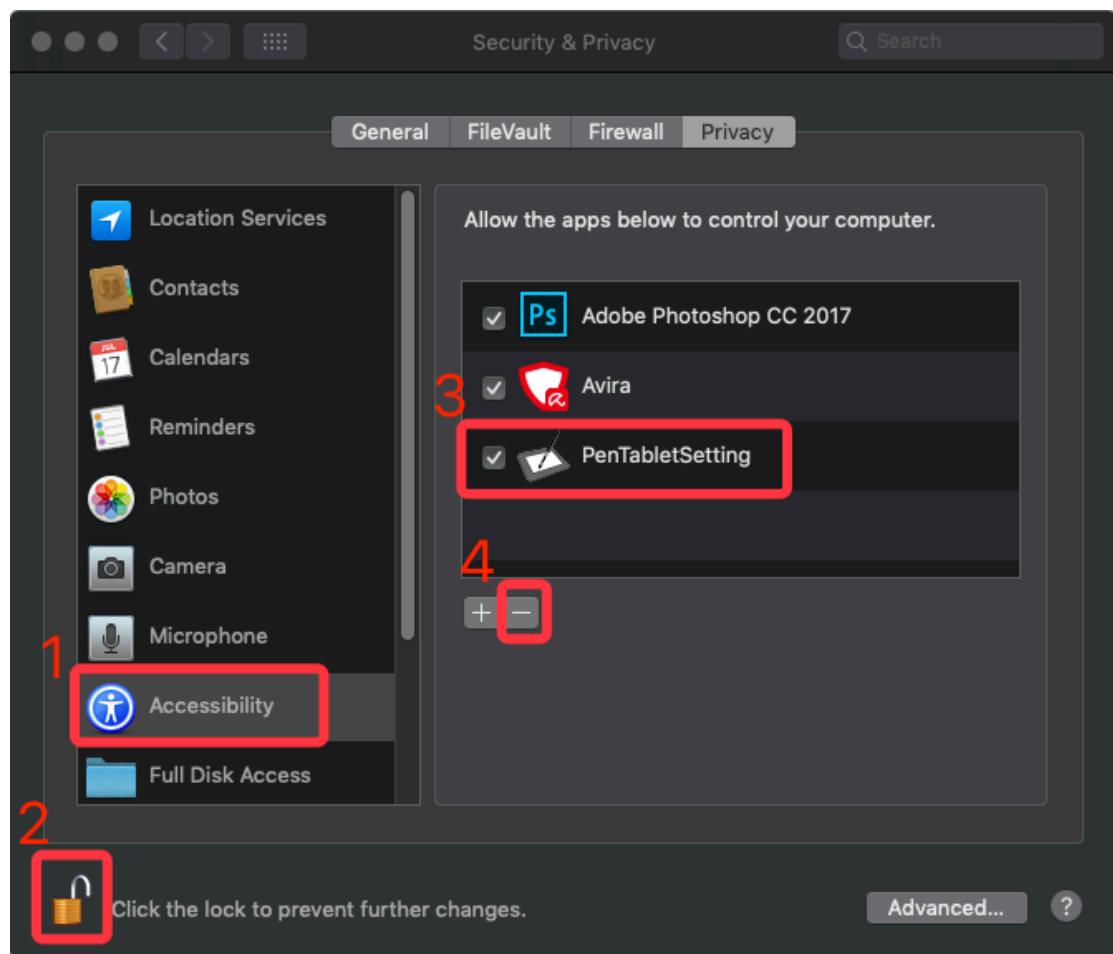 Security & Privacy
Search
General FileVault Firewall Privacy
Location Services
Contacts
JUL
17
Calendars
Reminders
Photos
Camera
Microphone
1
Accessibility
Full Disk Access
Allow the apps below to control your computer.
Ps Adobe Photoshop CC 2017
3
Avira
PenTabletSetting
4
+ −
2
Click the lock to prevent further changes.
Advanced... ?